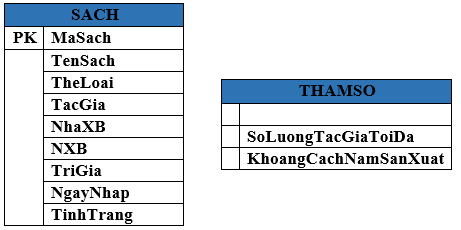 SACH
PK MaSach
TenSach
TheLoai
TacGia
NhaXB
NXB
TriGia
NgayNhap
TinhTrang
THAMSO
SoLuongTacGiaToiDa
KhoangCachNamSanXuat